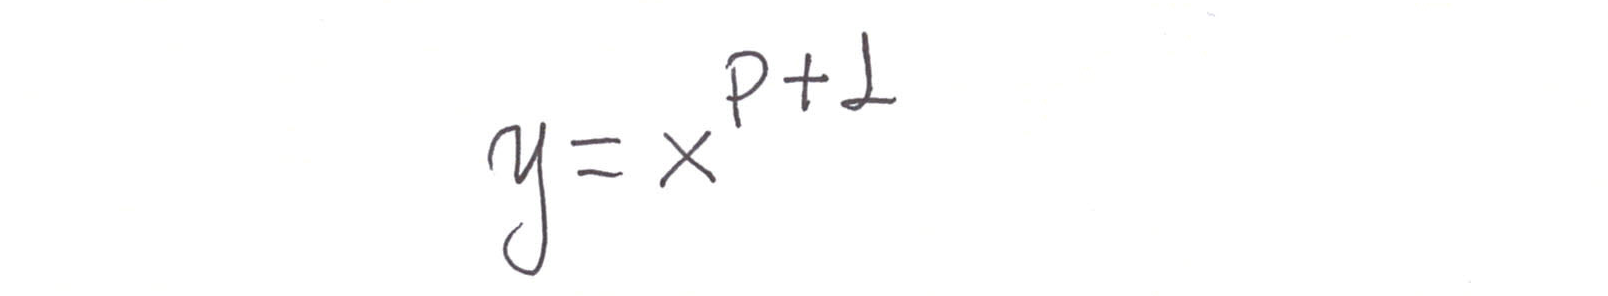 y = x^{p+1}